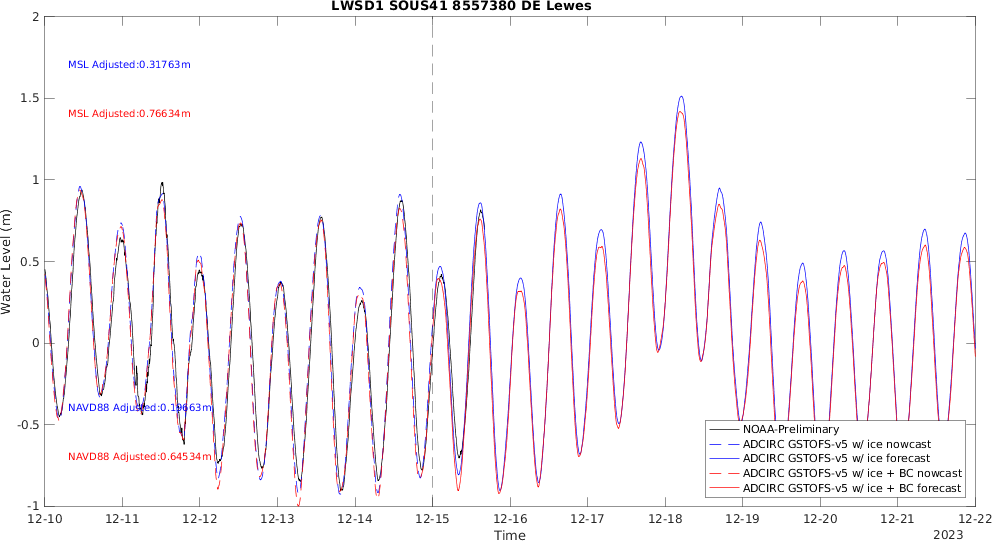 LWSD1 SOUS41 8557380 DE Lewes
2
1.5
1
0.5
0
-0.5
-1
Water Level (m)
MSL Adjusted:0.31763m
MSL Adjusted:0.76634m
NAVD88 Adjusted:0.19663m
NAVD88 Adjusted:0.64534m
NOAA-Preliminary
ADCIRC GSTOFS-v5 w/ ice nowcast
ADCIRC GSTOFS-v5 w/ ice forecast
ADCIRC GSTOFS-v5 w/ ice + BC nowcast
ADCIRC GSTOFS-v5 w/ ice + BC forecast
12-10 12-11 12-12 12-13 12-14 12-15 12-16 12-17 12-18 12-19 12-20 12-21 12-22
Time
2023